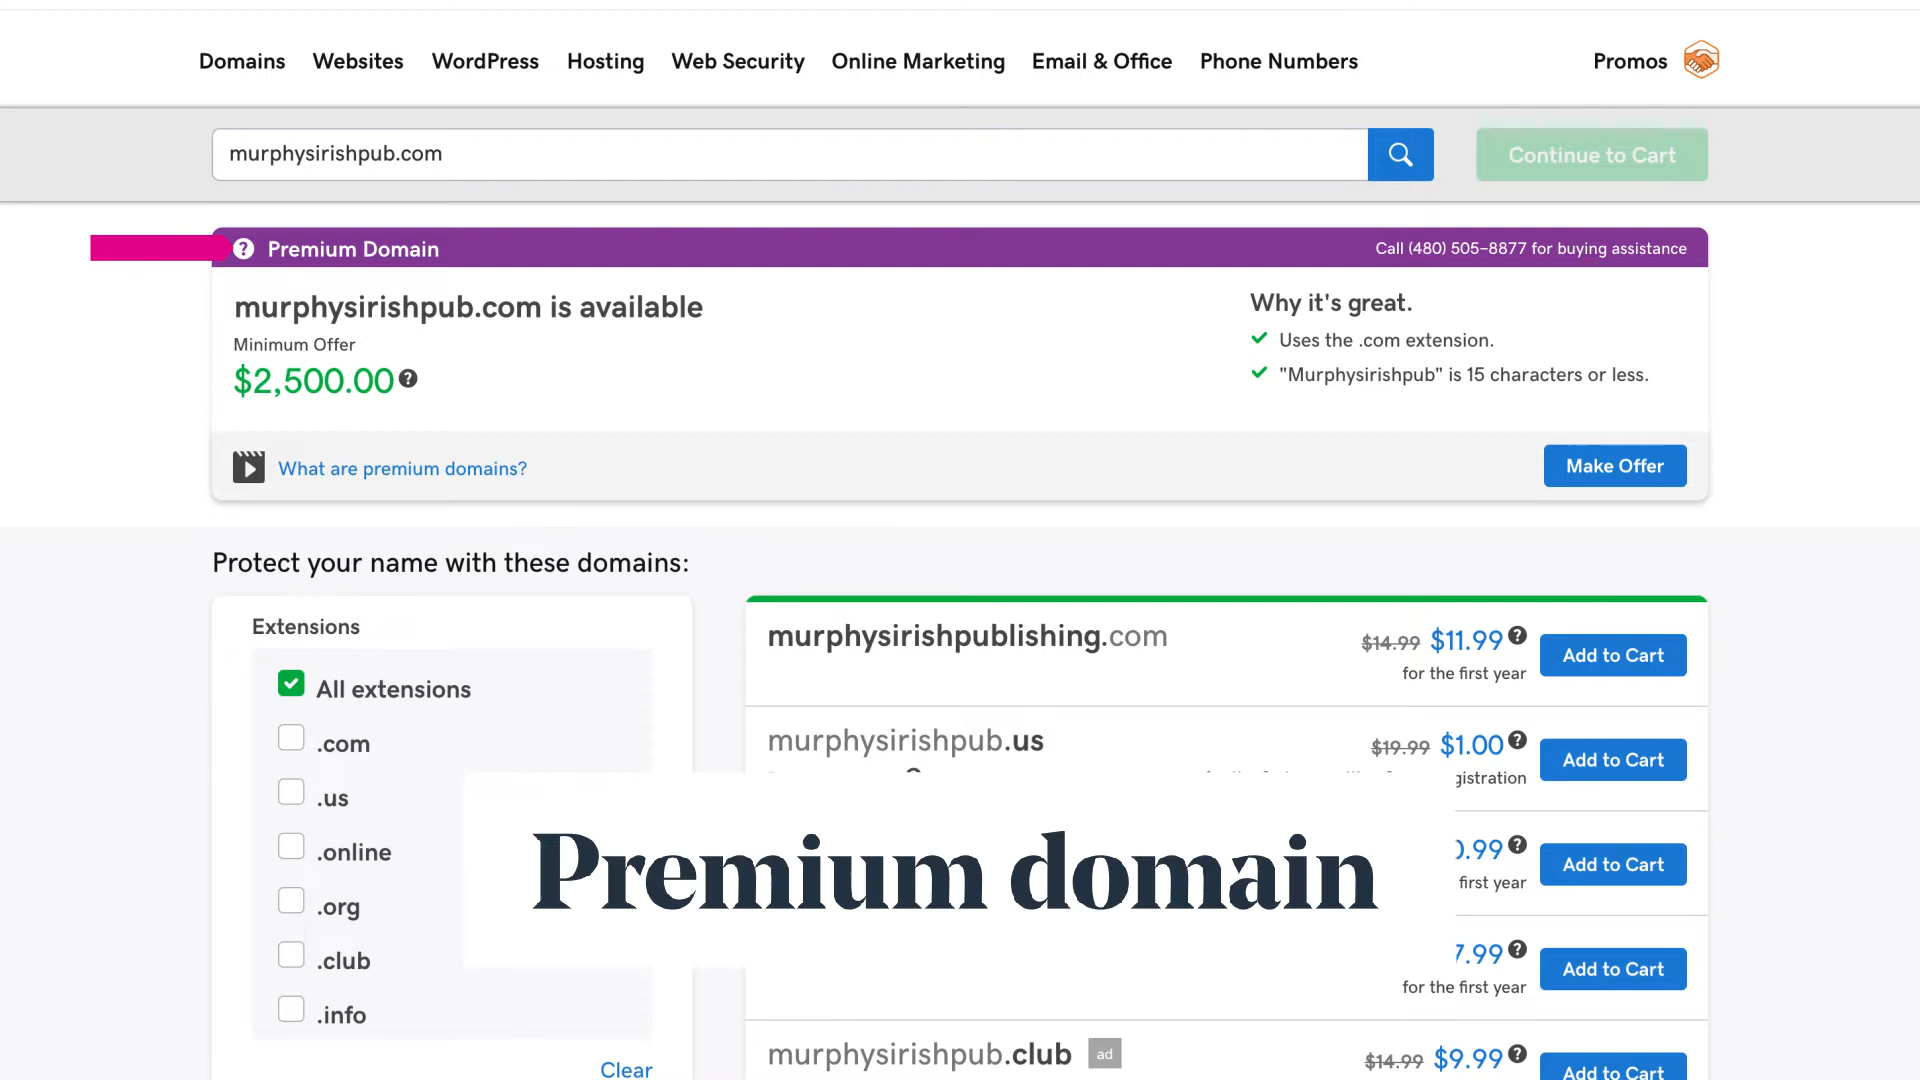 Domains Websites WordPress Hosting Web Security Online Marketing Email & Office Phone Numbers Promos
murphysirishpub.com
Continue to Cart
? Premium Domain
Call (480) 505-8877 for buying assistance
murphysirishpub.com is available
Minimum Offer
$2,500.00 ?
Why it's great.
Uses the .com extension.
"Murphysirishpub" is 15 characters or less.
What are premium domains?
Make Offer
Protect your name with these domains:
Extensions
All extensions
.com
.us
.online
.org
.club
.info
Clear
murphysirishpublishing.com
$14.99 $11.99 ?
for the first year
Add to Cart
murphysirishpub.us
$19.99 $1.00 ?
Add to Cart
.99 ?
first year
Add to Cart
7.99 ?
for the first year
Add to Cart
murphysirishpub.club ad
$14.99 $9.99 ?
Add to Cart
Premium domain